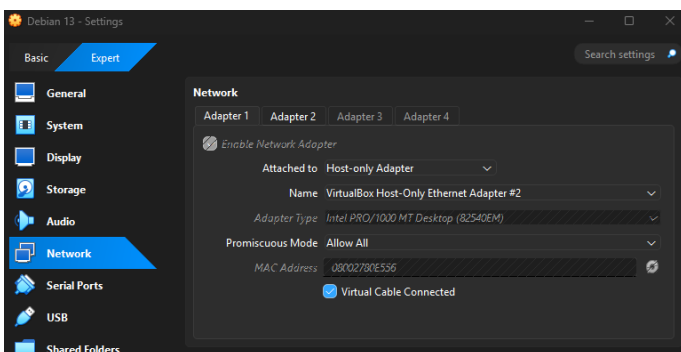 Debian 13 - Settings
Basic Expert Search settings
General
System
Display
Storage
Audio
Network
Serial Ports
USB
Shared Folders
Network
Adapter 1 Adapter 2 Adapter 3 Adapter 4
Enable Network Adapter
Attached to Host-only Adapter
Name VirtualBox Host-Only Ethernet Adapter #2
Adapter Type Intel PRO/1000 MT Desktop (82540EM)
Promiscuous Mode Allow All
MAC Address 08002780E556
Virtual Cable Connected